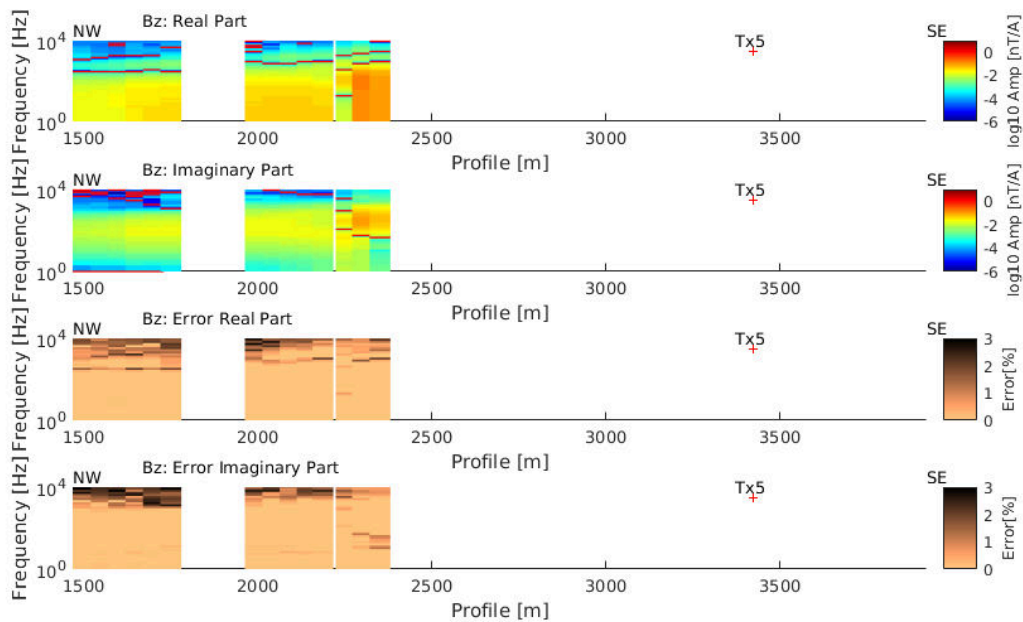 NW Bz: Real Part SE
Frequency [Hz]
10^4
10^0
Tx5
1500 2000 2500 3000 3500
Profile [m]
0
-2
-4
-6
log10 Amp [nT/A]
NW Bz: Imaginary Part SE
Frequency [Hz]
10^4
10^0
Tx5
1500 2000 2500 3000 3500
Profile [m]
0
-2
-4
-6
log10 Amp [nT/A]
NW Bz: Error Real Part SE
Frequency [Hz]
10^4
10^0
Tx5
1500 2000 2500 3000 3500
Profile [m]
3
2
1
0
Error[%]
NW Bz: Error Imaginary Part SE
Frequency [Hz]
10^4
10^0
Tx5
1500 2000 2500 3000 3500
Profile [m]
3
2
1
0
Error[%]